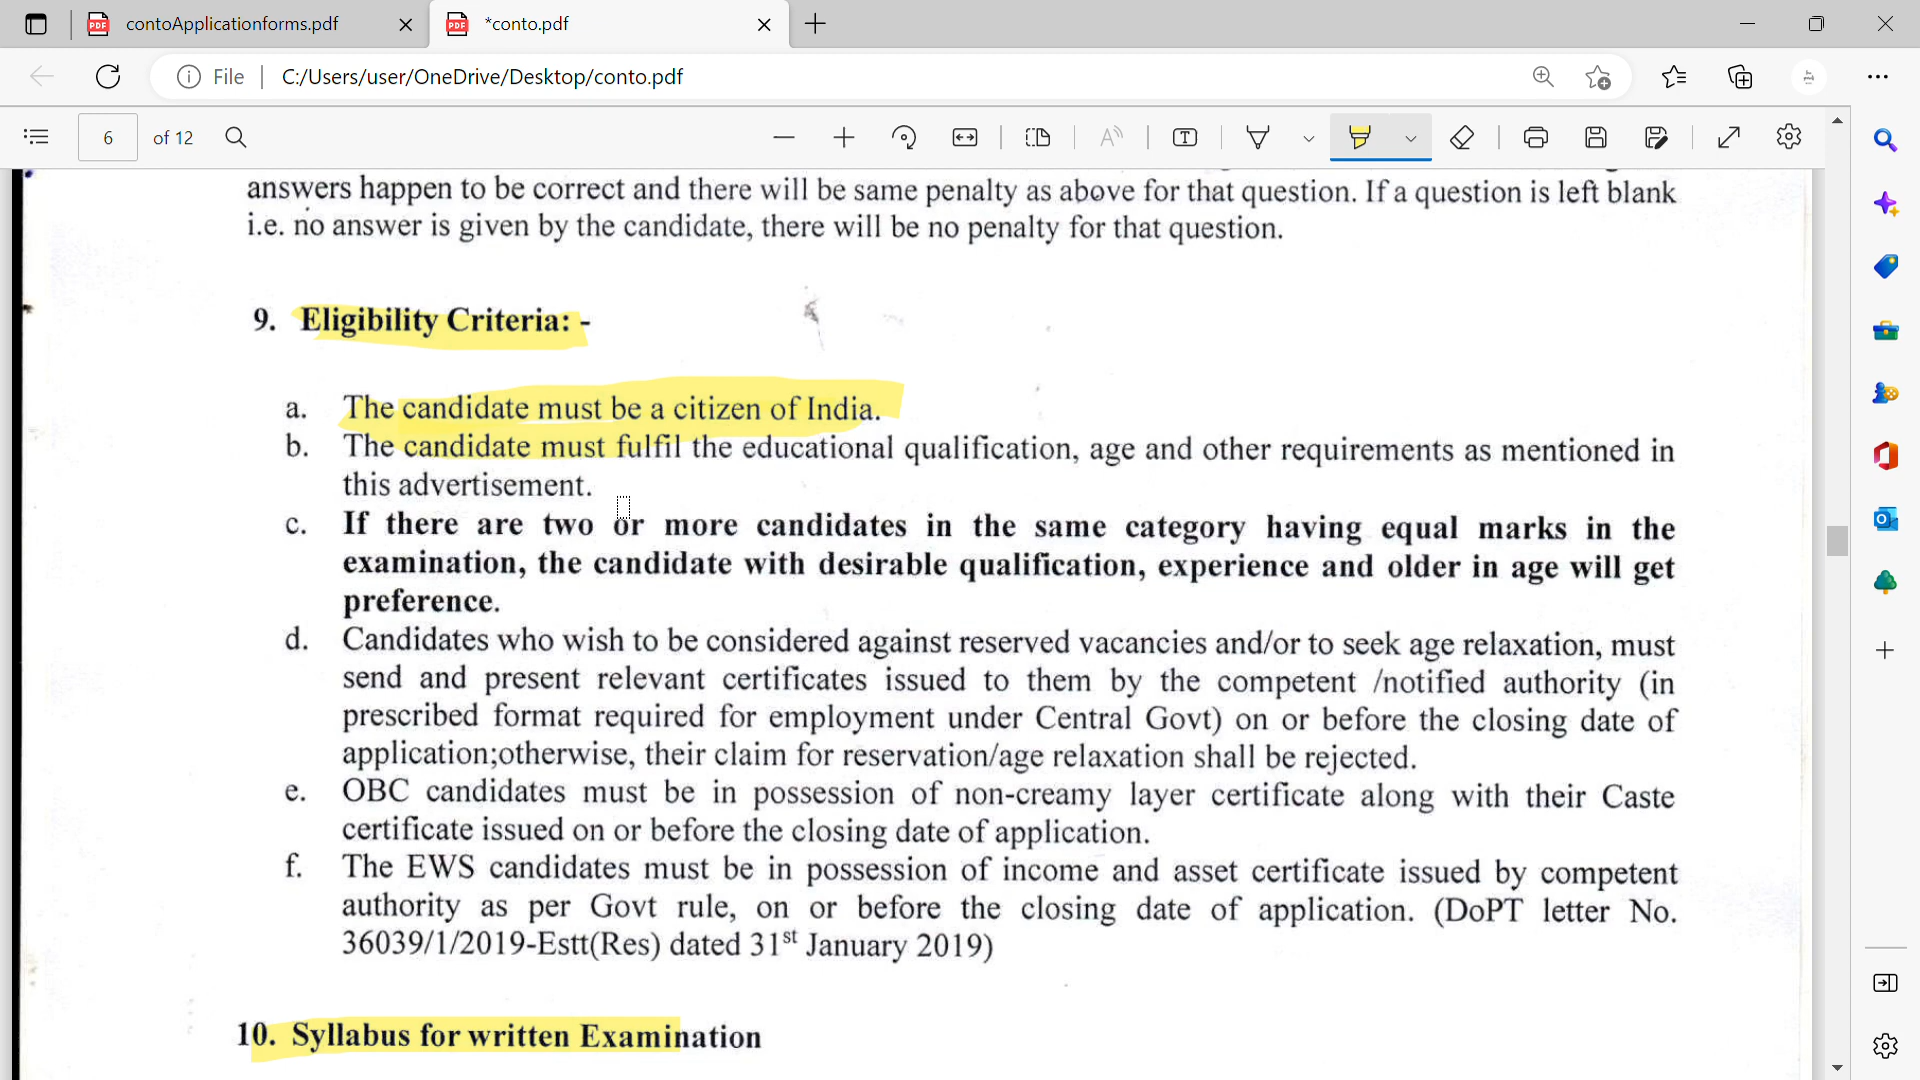 contoApplicationforms.pdf
*conto.pdf
File
C:/Users/user/OneDrive/Desktop/conto.pdf
6
of 12
answers happen to be correct and there will be same penalty as above for that question. If a question is left blank
i.e. no answer is given by the candidate, there will be no penalty for that question.
9. Eligibility Criteria: -
a. The candidate must be a citizen of India.
b. The candidate must fulfil the educational qualification, age and other requirements as mentioned in
this advertisement.
c. If there are two or more candidates in the same category having equal marks in the
examination, the candidate with desirable qualification, experience and older in age will get
preference.
d. Candidates who wish to be considered against reserved vacancies and/or to seek age relaxation, must
send and present relevant certificates issued to them by the competent /notified authority (in
prescribed format required for employment under Central Govt) on or before the closing date of
application;otherwise, their claim for reservation/age relaxation shall be rejected.
e. OBC candidates must be in possession of non-creamy layer certificate along with their Caste
certificate issued on or before the closing date of application.
f. The EWS candidates must be in possession of income and asset certificate issued by competent
authority as per Govt rule, on or before the closing date of application. (DoPT letter No.
36039/1/2019-Estt(Res) dated 31st January 2019)
10. Syllabus for written Examination